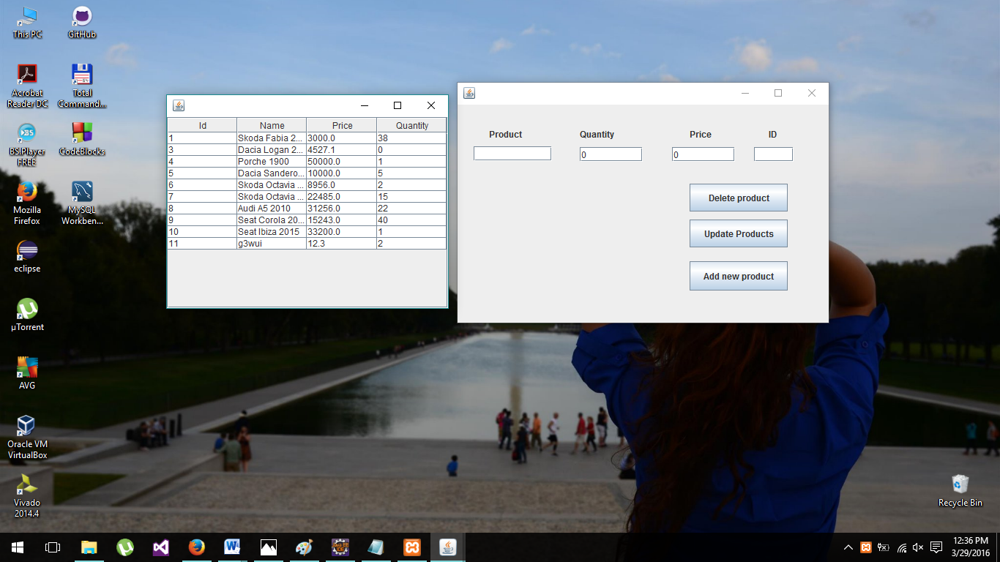 This PC
GitHub
Acrobat
Reader DC
Total
Command...
BS.Player
FREE
CodeBlocks
Mozilla
Firefox
MySQL
Workben...
eclipse
µTorrent
AVG
Oracle VM
VirtualBox
Vivado
2014.4
Id Name Price Quantity
1 Skoda Fabia 2... 3000.0 38
3 Dacia Logan 2... 4527.1 0
4 Porche 1900 50000.0 1
5 Dacia Sandero... 10000.0 5
6 Skoda Octavia ... 8956.0 2
7 Skoda Octavia ... 22485.0 15
8 Audi A5 2010 31256.0 22
9 Seat Corola 20... 15243.0 40
10 Seat Ibiza 2015 33200.0 1
11 g3wui 12.3 2
Product Quantity Price ID
0 0
Delete product
Update Products
Add new product
Recycle Bin
12:36 PM
3/29/2016